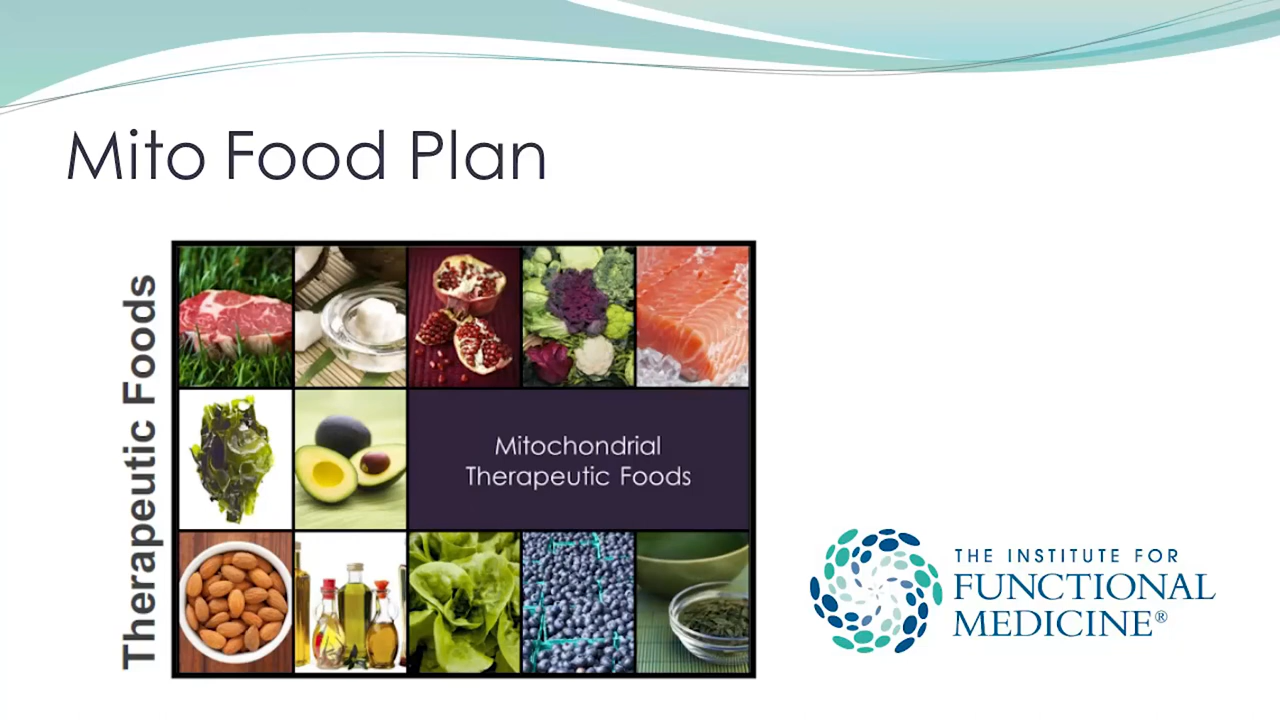 Mito Food Plan
Therapeutic Foods
Mitochondrial
Therapeutic Foods
THE INSTITUTE FOR
FUNCTIONAL
MEDICINE®